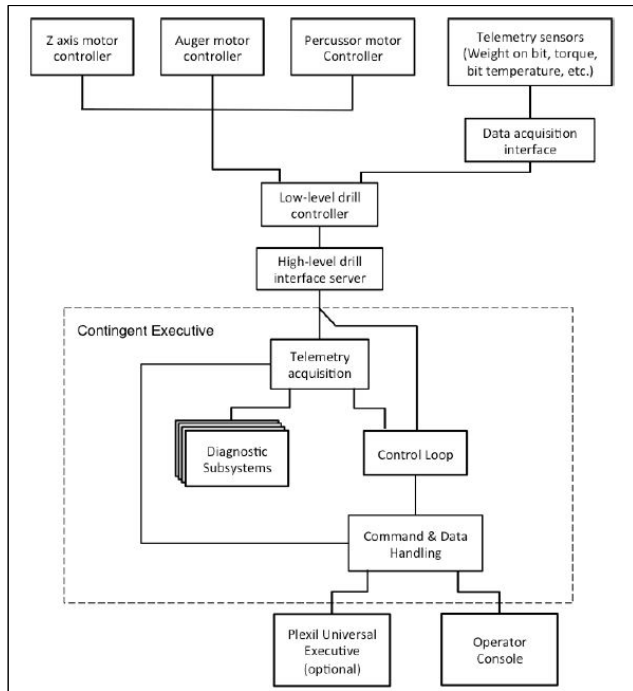 Z axis motor
controller
Auger motor
controller
Percussor motor
Controller
Telemetry sensors
(Weight on bit, torque,
bit temperature, etc.)
Data acquisition
interface
Low-level drill
controller
High-level drill
interface server
Contingent Executive
Telemetry
acquisition
Diagnostic
Subsystems
Control Loop
Command & Data
Handling
Plexil Universal
Executive
(optional)
Operator
Console